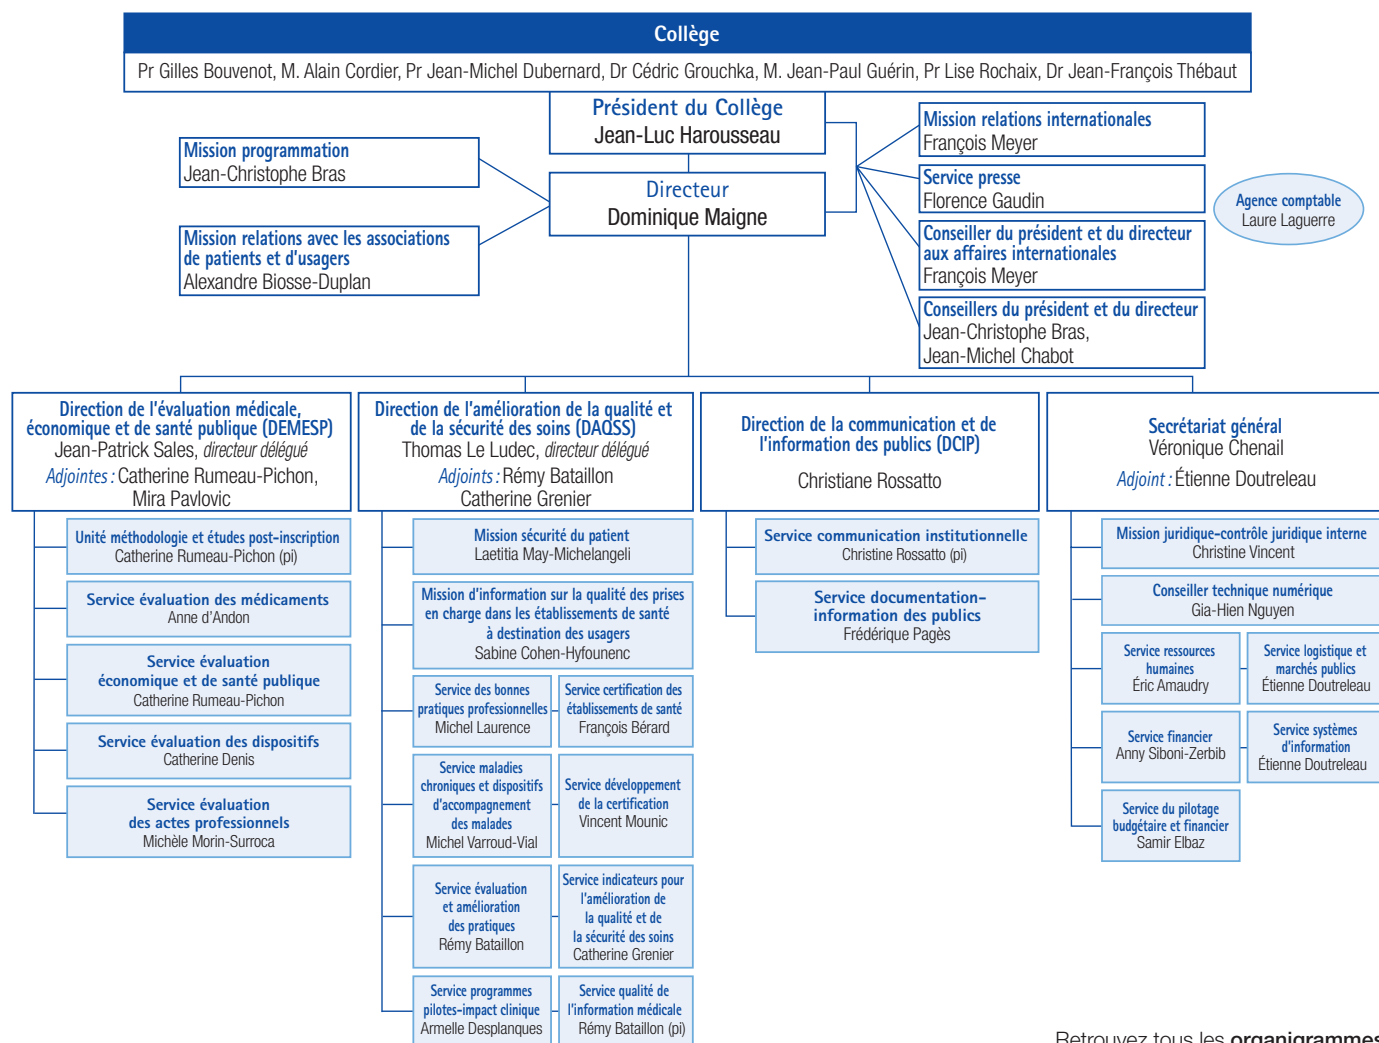 Collège
Pr Gilles Bouvenot, M. Alain Cordier, Pr Jean-Michel Dubernard, Dr Cédric Grouchka, M. Jean-Paul Guérin, Pr Lise Rochaix, Dr Jean-François Thébaut
Président du Collège
Jean-Luc Harousseau
Directeur
Dominique Maigne
Mission programmation
Jean-Christophe Bras
Mission relations avec les associations
de patients et d'usagers
Alexandre Biosse-Duplan
Mission relations internationales
François Meyer
Service presse
Florence Gaudin
Conseiller du président et du directeur
aux affaires internationales
François Meyer
Conseillers du président et du directeur
Jean-Christophe Bras,
Jean-Michel Chabot
Agence comptable
Laure Laguerre
Direction de l'évaluation médicale,
économique et de santé publique (DEMESP)
Jean-Patrick Sales, directeur délégué
Adjointes : Catherine Rumeau-Pichon,
Mira Pavlovic
Unité méthodologie et études post-inscription
Catherine Rumeau-Pichon (pi)
Service évaluation des médicaments
Anne d'Andon
Service évaluation
économique et de santé publique
Catherine Rumeau-Pichon
Service évaluation des dispositifs
Catherine Denis
Service évaluation
des actes professionnels
Michèle Morin-Surroca
Direction de l'amélioration de la qualité et
de la sécurité des soins (DAQSS)
Thomas Le Ludec, directeur délégué
Adjoints : Rémy Bataillon
Catherine Grenier
Mission sécurité du patient
Laetitia May-Michelangeli
Mission d'information sur la qualité des prises
en charge dans les établissements de santé
à destination des usagers
Sabine Cohen-Hyfounenc
Service des bonnes
pratiques professionnelles
Michel Laurence
Service certification des
établissements de santé
François Bérard
Service maladies
chroniques et dispositifs
d'accompagnement
des malades
Michel Varroud-Vial
Service développement
de la certification
Vincent Mounic
Service évaluation
et amélioration
des pratiques
Rémy Bataillon
Service indicateurs pour
l'amélioration de
la qualité et de
la sécurité des soins
Catherine Grenier
Service programmes
pilotes-impact clinique
Armelle Desplanques
Service qualité de
l'information médicale
Rémy Bataillon (pi)
Direction de la communication et de
l'information des publics (DCIP)
Christiane Rossatto
Service communication institutionnelle
Christine Rossatto (pi)
Service documentation-
information des publics
Frédérique Pagès
Secrétariat général
Véronique Chenail
Adjoint : Étienne Doutreleau
Mission juridique-contrôle juridique interne
Christine Vincent
Conseiller technique numérique
Gia-Hien Nguyen
Service ressources
humaines
Éric Amaudry
Service logistique et
marchés publics
Étienne Doutreleau
Service financier
Anny Siboni-Zerbib
Service systèmes
d'information
Étienne Doutreleau
Service du pilotage
budgétaire et financier
Samir Elbaz
Retrouvez tous les organigrammes